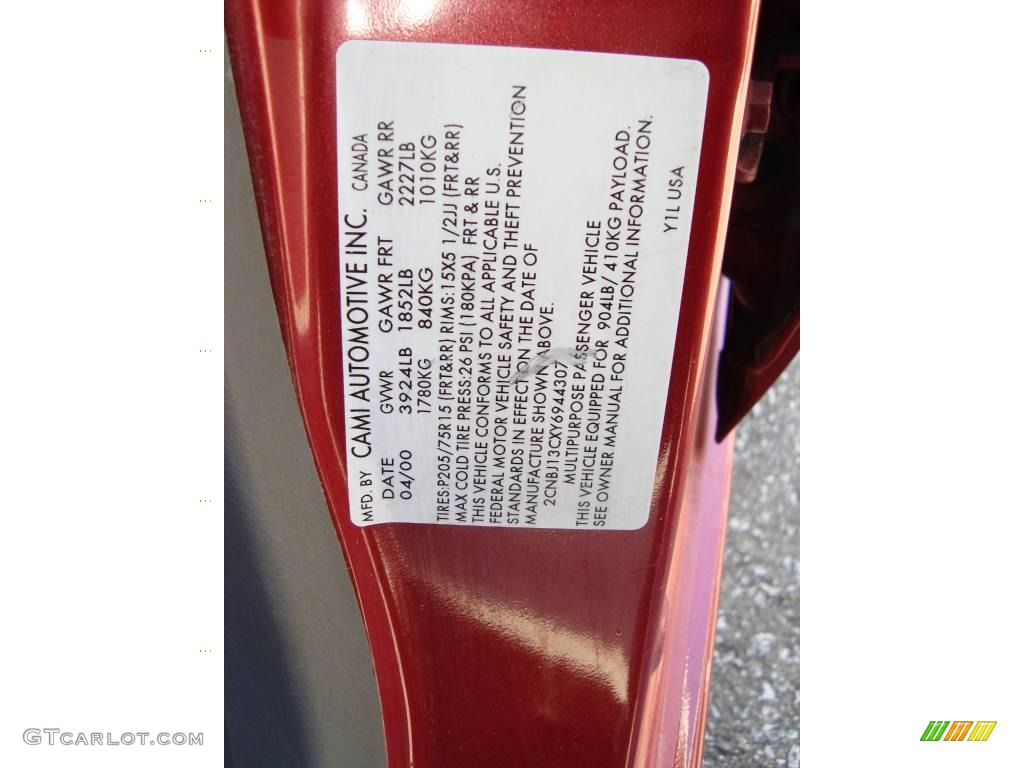 MFD. BY CAMI AUTOMOTIVE INC. CANADA
DATE GVWR GAWR FRT GAWR RR
04/00 3924LB 1852LB 2227LB
1780KG 840KG 1010KG
TIRES:P205/75R15 (FRT&RR) RIMS:15X5 1/2JJ (FRT&RR)
MAX COLD TIRE PRESS:26 PSI (180KPA) FRT & RR
THIS VEHICLE CONFORMS TO ALL APPLICABLE U.S.
FEDERAL MOTOR VEHICLE SAFETY AND THEFT PREVENTION
STANDARDS IN EFFECT ON THE DATE OF
MANUFACTURE SHOWN ABOVE.
2CNBJ13CXY6944307
MULTIPURPOSE PASSENGER VEHICLE
THIS VEHICLE EQUIPPED FOR 904LB/ 410KG PAYLOAD.
SEE OWNER MANUAL FOR ADDITIONAL INFORMATION.
Y1L USA
GTCARLOT.COM